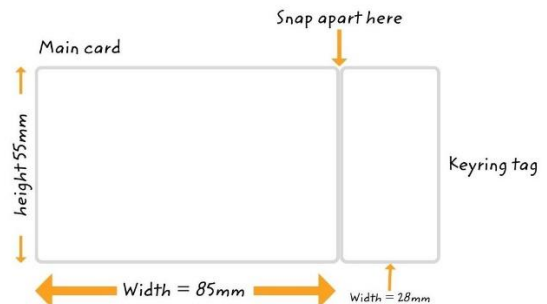 Snap apart here
Main card
height 55mm
Keyring tag
Width = 85mm
Width = 28mm